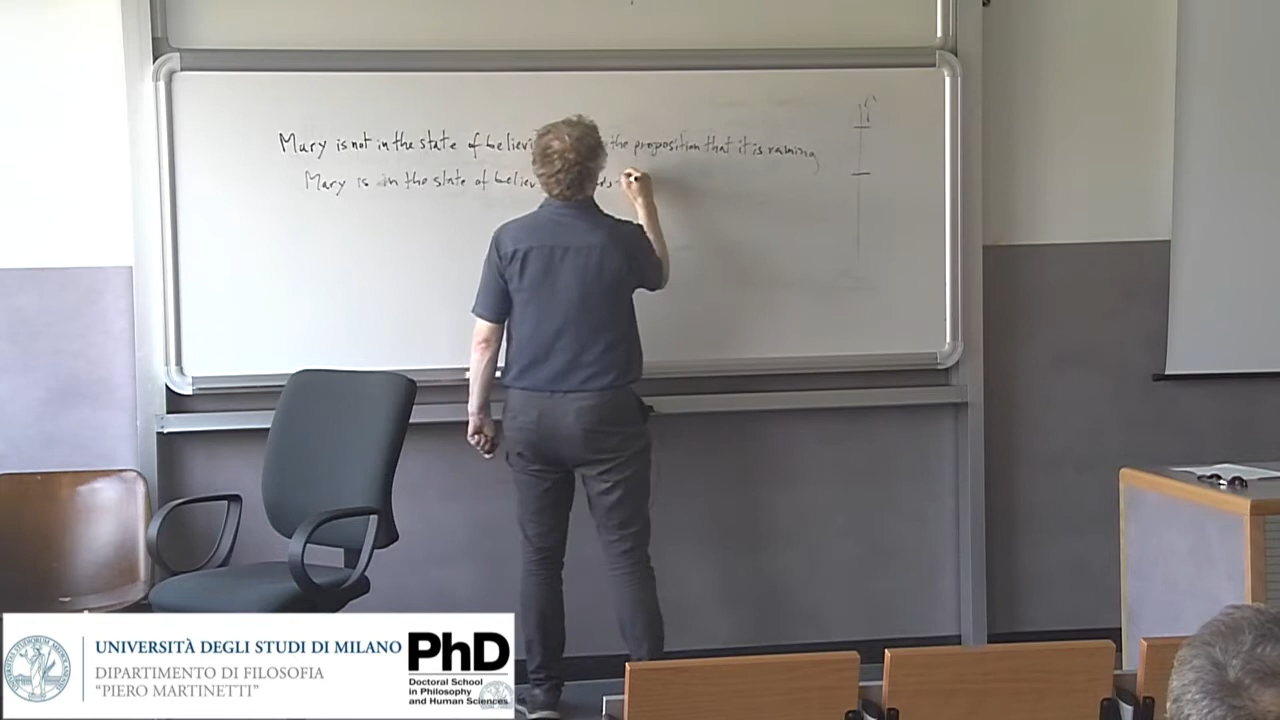 Mary is not in the state of believi the proposition that it is raining
Mary is in the state of believ
UNIVERSITÀ DEGLI STUDI DI MILANO
DIPARTIMENTO DI FILOSOFIA
"PIERO MARTINETTI"
PhD
Doctoral School
in Philosophy
and Human Sciences